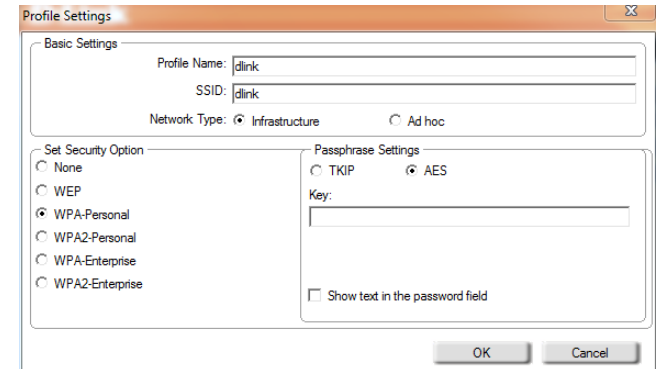 Profile Settings
Basic Settings
Profile Name: dlink
SSID: dlink
Network Type: Infrastructure Ad hoc
Set Security Option
None
WEP
WPA-Personal
WPA2-Personal
WPA-Enterprise
WPA2-Enterprise
Passphrase Settings
TKIP AES
Key:
Show text in the password field
OK Cancel